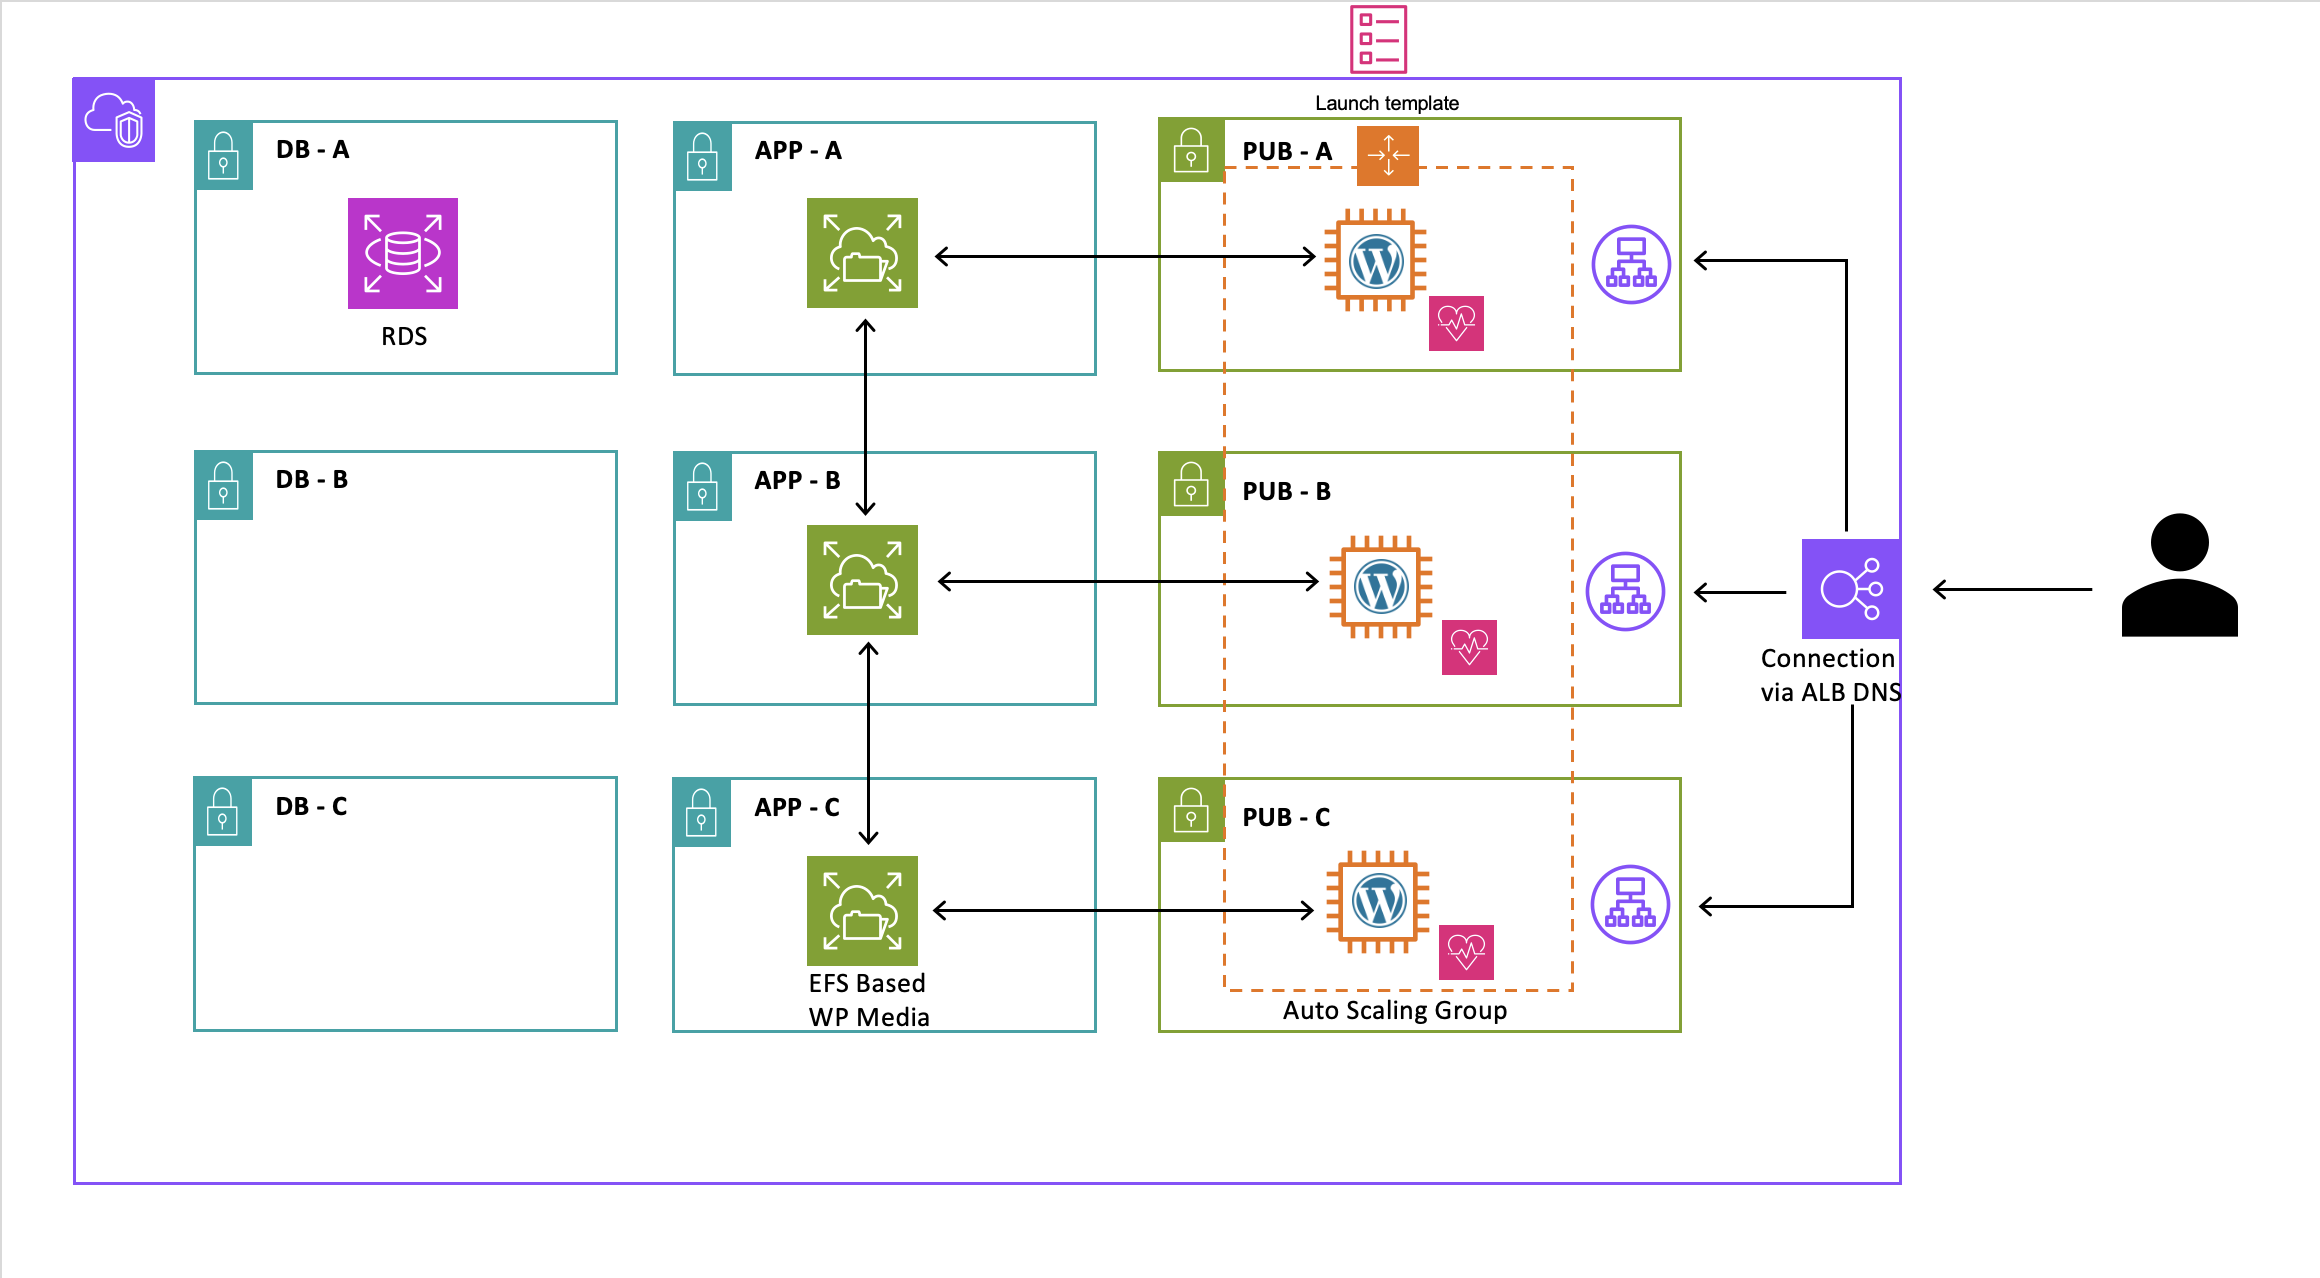 Launch template
DB - A
APP - A
PUB - A
RDS
DB - B
APP - B
PUB - B
Connection
via ALB DNS
DB - C
APP - C
PUB - C
EFS Based
WP Media
Auto Scaling Group